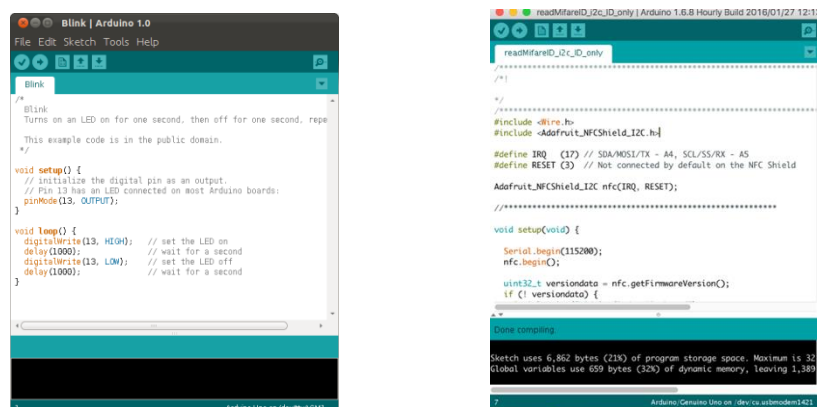 Blink | Arduino 1.0
File Edit Sketch Tools Help
Blink
/*
Blink
Turns on an LED on for one second, then off for one second, repe
This example code is in the public domain.
*/
void setup() {
// initialize the digital pin as an output.
// Pin 13 has an LED connected on most Arduino boards:
pinMode(13, OUTPUT);
}
void loop() {
digitalWrite(13, HIGH); // set the LED on
delay(1000); // wait for a second
digitalWrite(13, LOW); // set the LED off
delay(1000); // wait for a second
}
readMifareID_i2c_ID_only | Arduino 1.6.8 Hourly Build 2016/01/27 12:1
readMifareID_i2c_ID_only
/*!
*/
#include <Wire.h>
#include <Adafruit_NFCShield_I2C.h>
#define IRQ (17) // SDA/MOSI/TX - A4, SCL/SS/RX - A5
#define RESET (3) // Not connected by default on the NFC Shield
Adafruit_NFCShield_I2C nfc(IRQ, RESET);
void setup(void) {
Serial.begin(115200);
nfc.begin();
uint32_t versiondata = nfc.getFirmwareVersion();
if (! versiondata) {
Done compiling.
Sketch uses 6,862 bytes (21%) of program storage space. Maximum is 32
Global variables use 659 bytes (32%) of dynamic memory, leaving 1,389
7
Arduino/Genuino Uno on /dev/cu.usbmodem1421